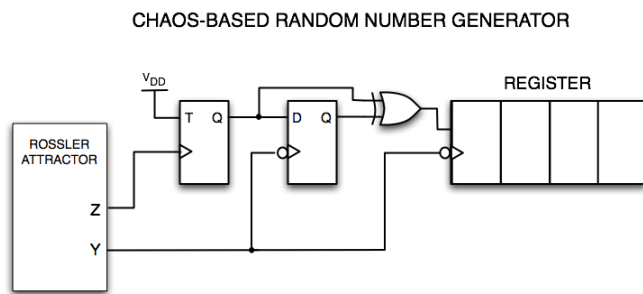 CHAOS-BASED RANDOM NUMBER GENERATOR
VDD
REGISTER
T Q
D Q
ROSSLER
ATTRACTOR
Z
Y